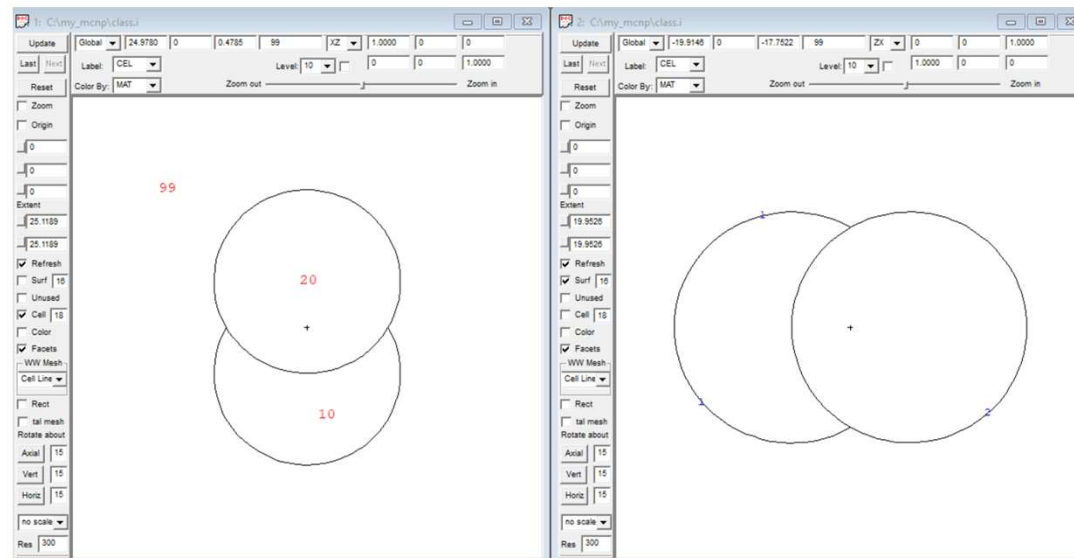 1: C:\my_mcnp\class.i
Update Global 24.9780 0 0.4785 99 XZ 1.0000 0 0
Last Next Label: CEL Level: 10 0 0 1.0000
Reset Color By: MAT Zoom out Zoom in
Zoom
Origin
0
0
0
Extent
25.1189
25.1189
Refresh
Surf 16
Unused
Cell 18
Color
Facets
WW Mesh
Cell Line
Rect
tal mesh
Rotate about
Axial 15
Vert 15
Horiz 15
no scale
Res 300
99
20
10
2: C:\my_mcnp\class.i
Update Global -19.9146 0 -17.7522 99 ZX 0 0 1.0000
Last Next Label: CEL Level: 10 1.0000 0 0
Reset Color By: MAT Zoom out Zoom in
Zoom
Origin
0
0
0
Extent
19.9526
19.9526
Refresh
Surf 16
Unused
Cell 18
Color
Facets
WW Mesh
Cell Line
Rect
tal mesh
Rotate about
Axial 15
Vert 15
Horiz 15
no scale
Res 300
1
1
2